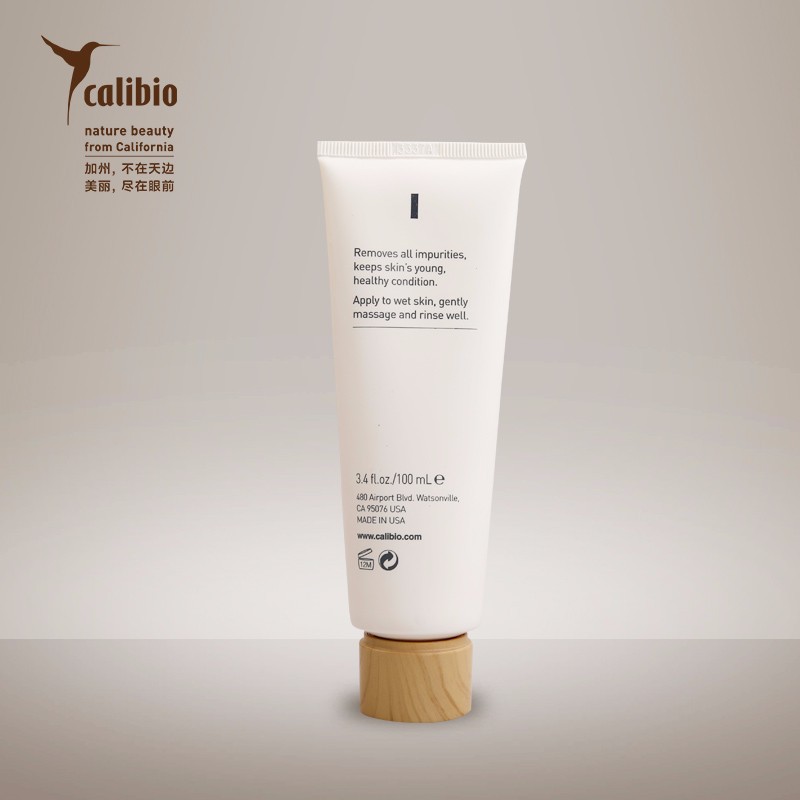 calibio
nature beauty
from California
加州，不在天边
美丽，尽在眼前
Removes all impurities,
keeps skin's young,
healthy condition.
Apply to wet skin, gently
massage and rinse well.
3.4 fl.oz./100 mL ℮
480 Airport Blvd. Watsonville,
CA 95076 USA
MADE IN USA
www.calibio.com
12M